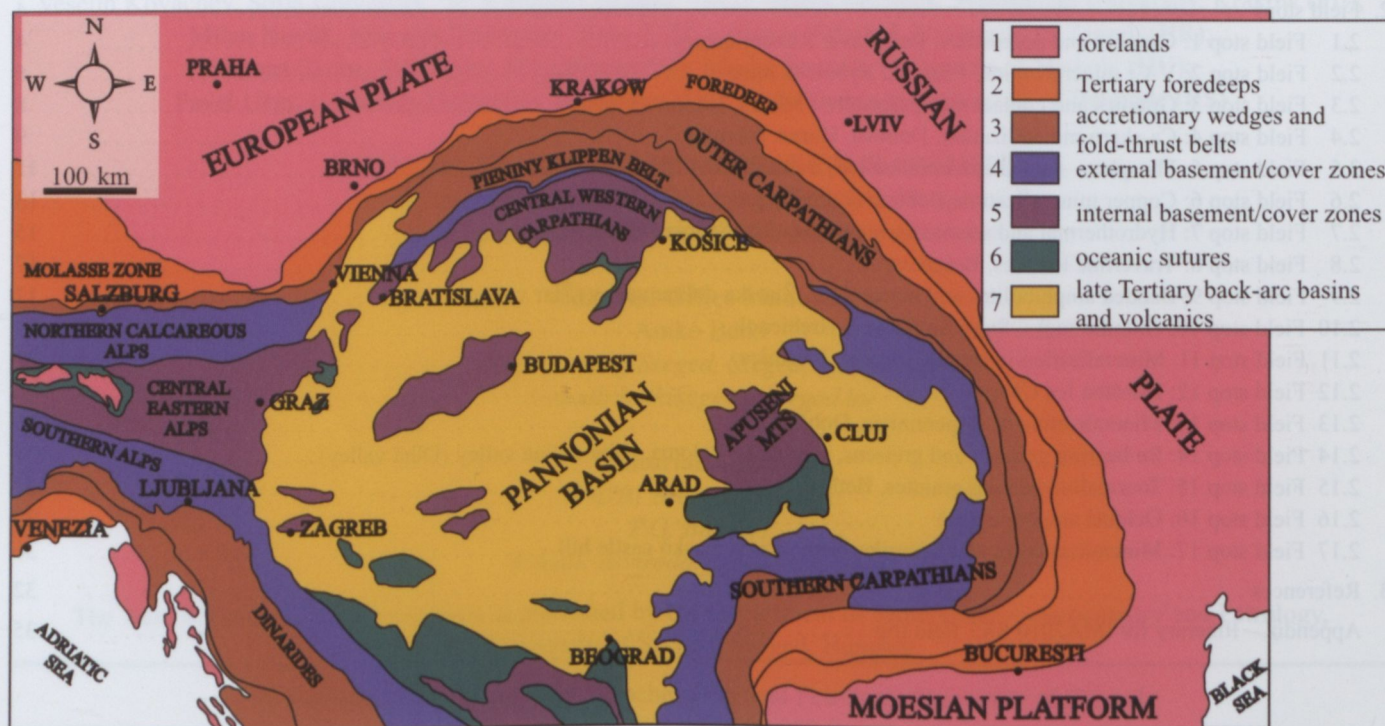 N
W E
S
100 km
PRAHA
EUROPEAN PLATE
BRNO
KRAKOW
FOREDEEP
RUSSIAN
LVIV
PIENINY KLIPPEN BELT
OUTER CARPATHIANS
CENTRAL WESTERN
CARPATHIANS
KOŠICE
MOLASSE ZONE
SALZBURG
VIENNA
BRATISLAVA
NORTHERN CALCAREOUS
ALPS
BUDAPEST
CENTRAL
EASTERN
ALPS
GRAZ
SOUTHERN ALPS
LJUBLJANA
PANNONIAN
BASIN
APUSENI
MTS
CLUJ
PLATE
ARAD
VENEZIA
ZAGREB
SOUTHERN CARPATHIANS
ADRIATIC
SEA
DINARIDES
BEOGRAD
BUCURESTI
MOESIAN PLATFORM
BLACK
SEA
1 forelands
2 Tertiary foredeeps
3 accretionary wedges and
fold-thrust belts
4 external basement/cover zones
5 internal basement/cover zones
6 oceanic sutures
7 late Tertiary back-arc basins
and volcanics